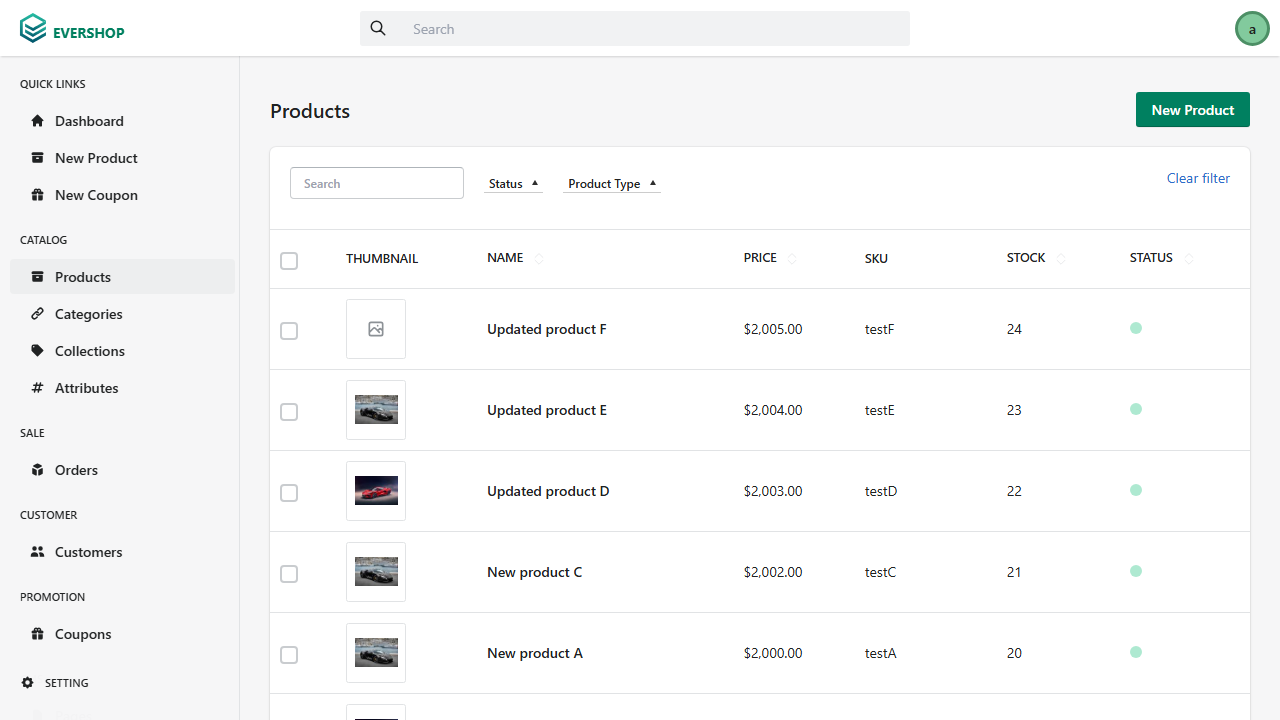 EVERSHOP
Search
a
QUICK LINKS
Dashboard
New Product
New Coupon
CATALOG
Products
Categories
Collections
Attributes
SALE
Orders
CUSTOMER
Customers
PROMOTION
Coupons
SETTING
Products
New Product
Search
Status
Product Type
Clear filter
THUMBNAIL NAME PRICE SKU STOCK STATUS
Updated product F $2,005.00 testF 24
Updated product E $2,004.00 testE 23
Updated product D $2,003.00 testD 22
New product C $2,002.00 testC 21
New product A $2,000.00 testA 20